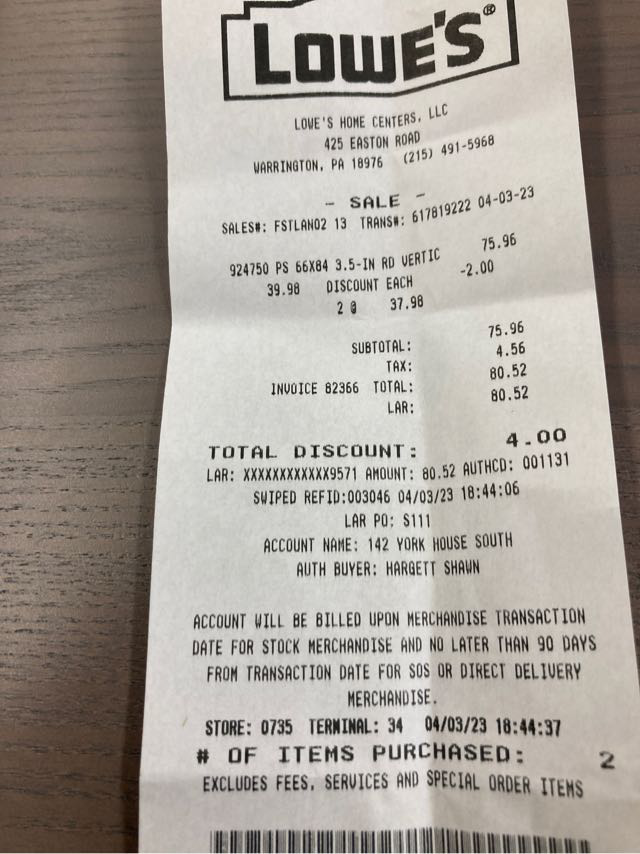 LOWE'S®
LOWE'S HOME CENTERS, LLC
425 EASTON ROAD
WARRINGTON, PA 18976 (215) 491-5968
- SALE -
SALES#: FSTLAN02 13 TRANS#: 617819222 04-03-23
924750 PS 66X84 3.5-IN RD VERTIC 75.96
39.98 DISCOUNT EACH -2.00
2 @ 37.98
SUBTOTAL: 75.96
TAX: 4.56
INVOICE 82366 TOTAL: 80.52
LAR: 80.52
TOTAL DISCOUNT: 4.00
LAR: XXXXXXXXXXXX9571 AMOUNT: 80.52 AUTHCD: 001131
SWIPED REFID:003046 04/03/23 18:44:06
LAR PO: S111
ACCOUNT NAME: 142 YORK HOUSE SOUTH
AUTH BUYER: HARGETT SHAWN
ACCOUNT WILL BE BILLED UPON MERCHANDISE TRANSACTION
DATE FOR STOCK MERCHANDISE AND NO LATER THAN 90 DAYS
FROM TRANSACTION DATE FOR SOS OR DIRECT DELIVERY
MERCHANDISE.
STORE: 0735 TERMINAL: 34 04/03/23 18:44:37
# OF ITEMS PURCHASED: 2
EXCLUDES FEES, SERVICES AND SPECIAL ORDER ITEMS